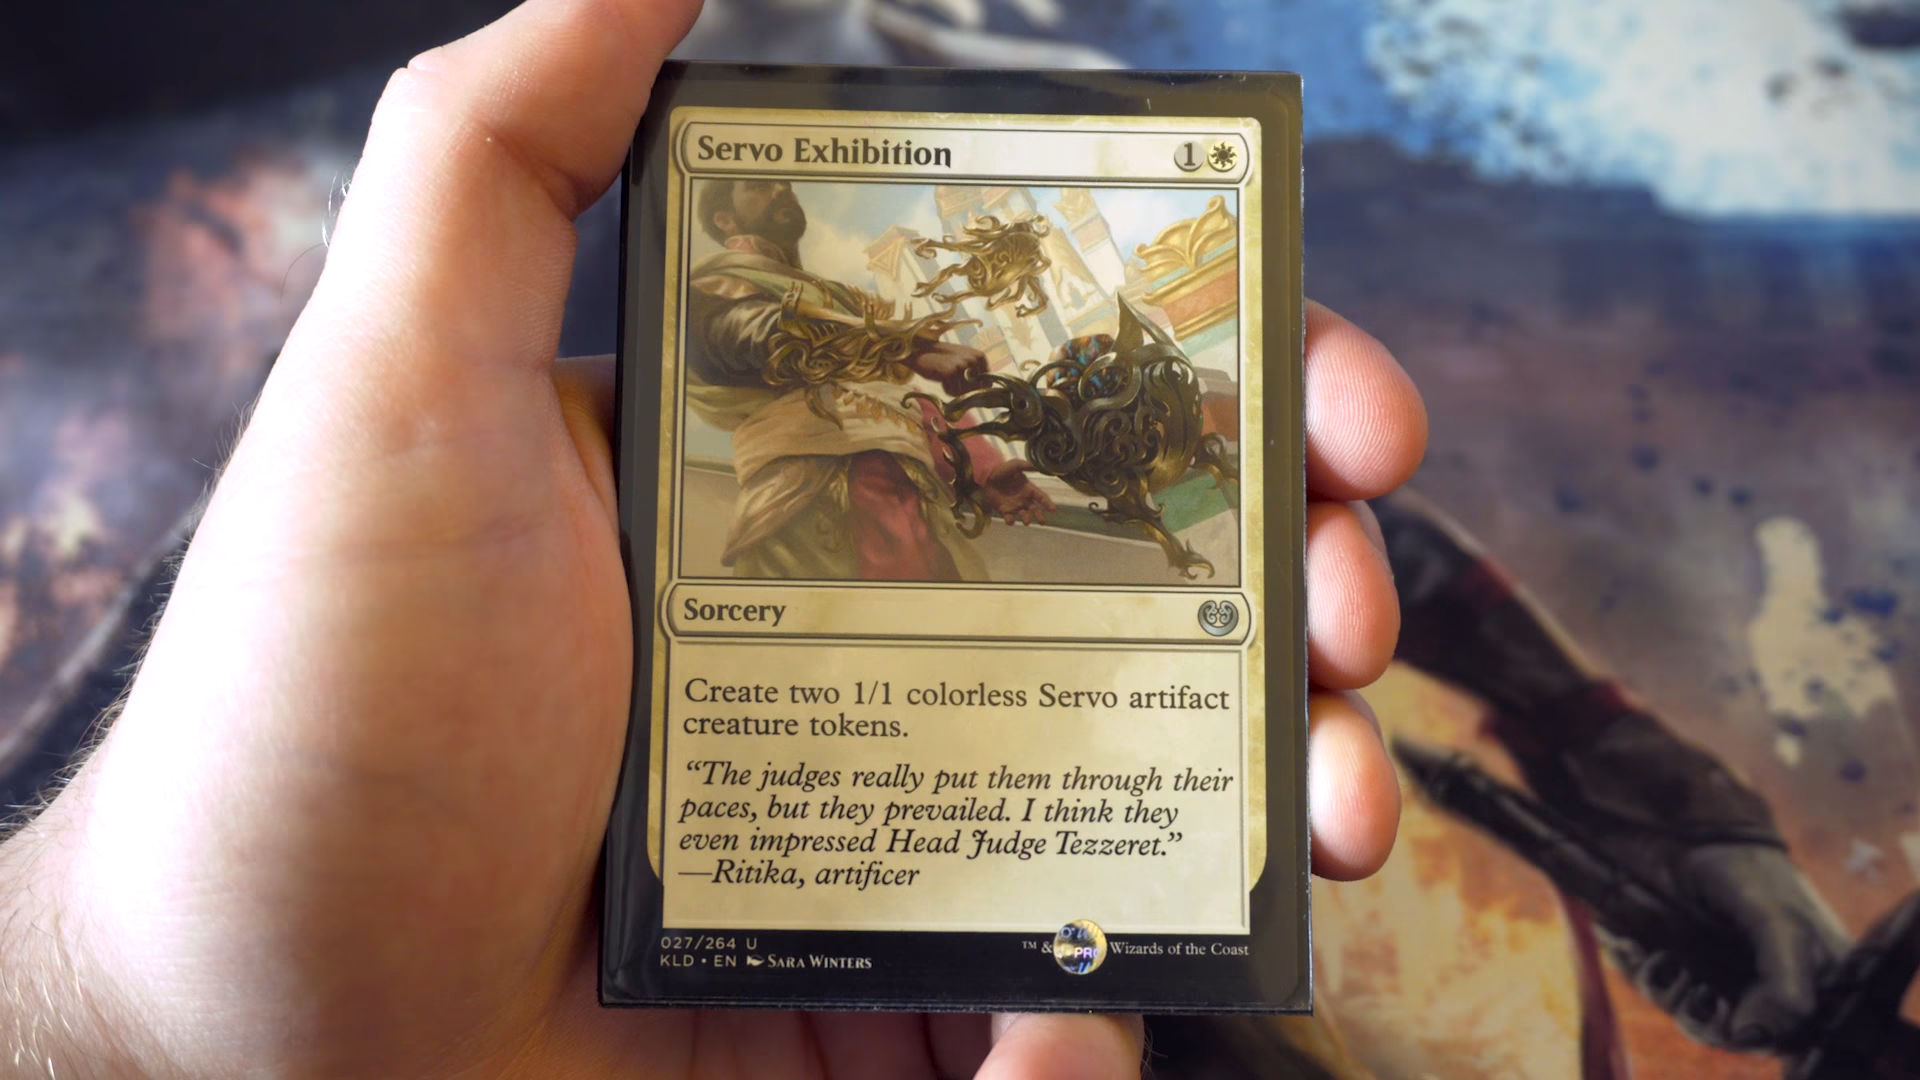 Servo Exhibition 1
Sorcery
Create two 1/1 colorless Servo artifact
creature tokens.
“The judges really put them through their
paces, but they prevailed. I think they
even impressed Head Judge Tezzeret.”
—Ritika, artificer
027/264 U
KLD • EN SARA WINTERS
™ & Wizards of the Coast